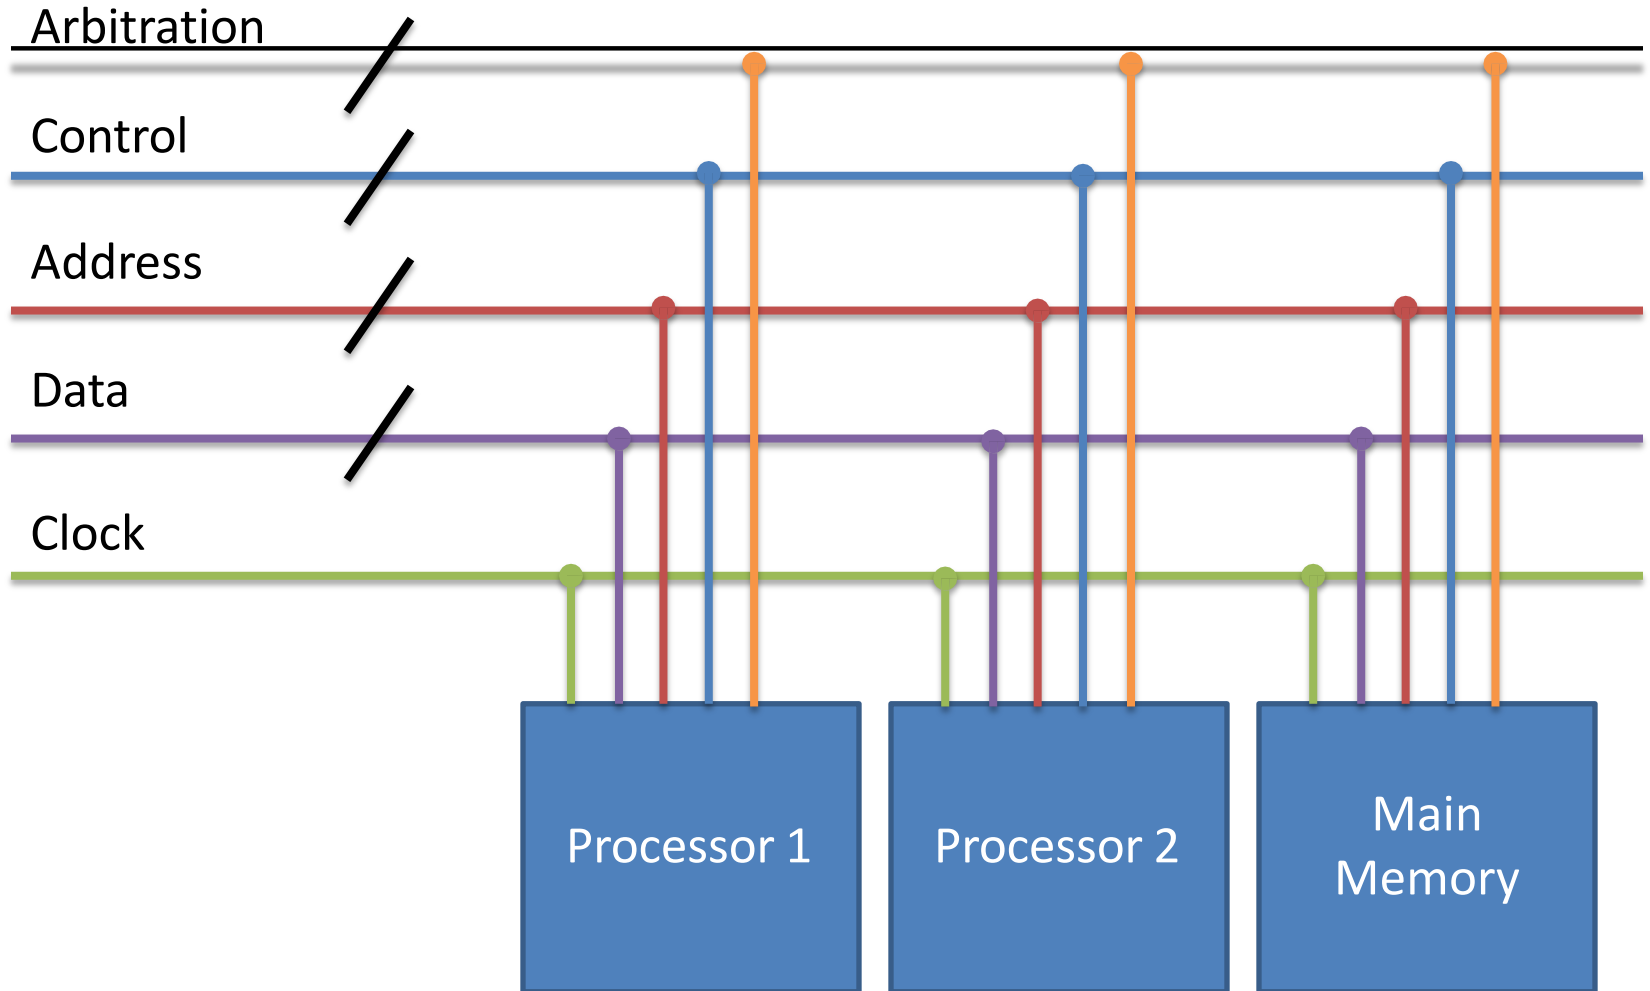 Arbitration
Control
Address
Data
Clock
Processor 1
Processor 2
Main
Memory